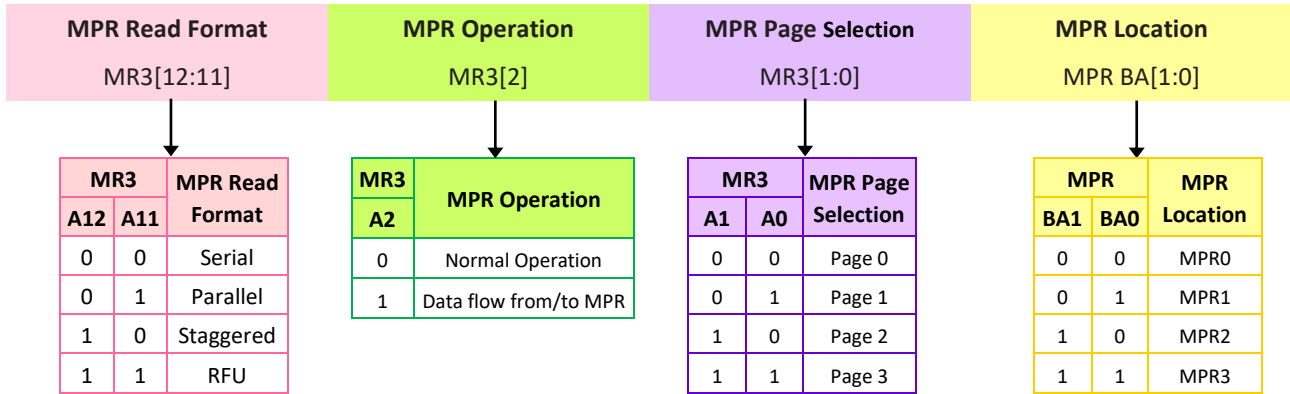 MPR Read Format MPR Operation MPR Page Selection MPR Location
MR3[12:11] MR3[2] MR3[1:0] MPR BA[1:0]
MR3 MPR Read Format
A12 A11
0 0 Serial
0 1 Parallel
1 0 Staggered
1 1 RFU
MR3 MPR Operation
A2
0 Normal Operation
1 Data flow from/to MPR
MR3 MPR Page Selection
A1 A0
0 0 Page 0
0 1 Page 1
1 0 Page 2
1 1 Page 3
MPR MPR Location
BA1 BA0
0 0 MPR0
0 1 MPR1
1 0 MPR2
1 1 MPR3